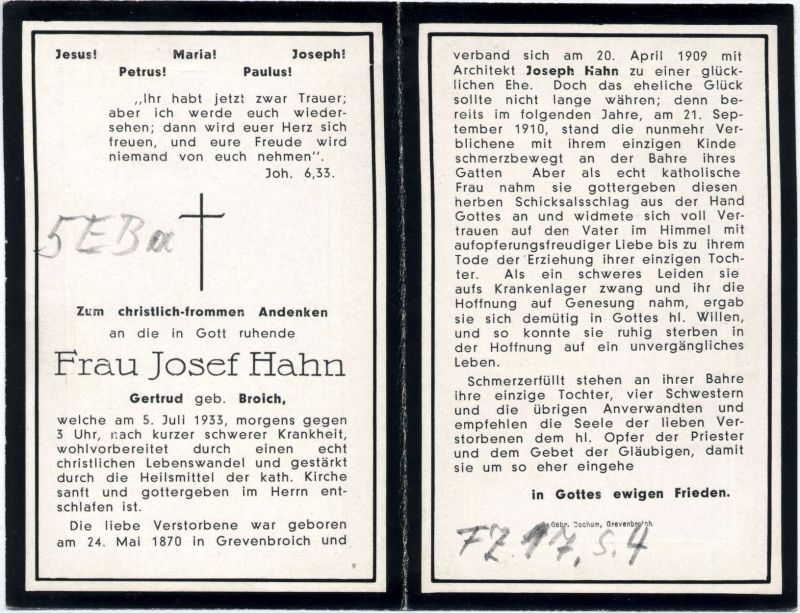 Jesus! Maria! Joseph!
Petrus! Paulus!
„Ihr habt jetzt zwar Trauer;
aber ich werde euch wieder-
sehen; dann wird euer Herz sich
freuen, und eure Freude wird
niemand von euch nehmen".
Joh. 6,33.
5EBa
Zum christlich-frommen Andenken
an die in Gott ruhende
Frau Josef Hahn
Gertrud geb. Broich,
welche am 5. Juli 1933, morgens gegen
3 Uhr, nach kurzer schwerer Krankheit,
wohlvorbereitet durch einen echt
christlichen Lebenswandel und gestärkt
durch die Heilsmittel der kath. Kirche
sanft und gottergeben im Herrn ent-
schlafen ist.
Die liebe Verstorbene war geboren
am 24. Mai 1870 in Grevenbroich und
verband sich am 20. April 1909 mit
Architekt Joseph Hahn zu einer glück-
lichen Ehe. Doch das eheliche Glück
sollte nicht lange währen; denn be-
reits im folgenden Jahre, am 21. Sep-
tember 1910, stand die nunmehr Ver-
blichene mit ihrem einzigen Kinde
schmerzbewegt an der Bahre ihres
Gatten Aber als echt katholische
Frau nahm sie gottergeben diesen
herben Schicksalsschlag aus der Hand
Gottes an und widmete sich voll Ver-
trauen auf den Vater im Himmel mit
aufopferungsfreudiger Liebe bis zu ihrem
Tode der Erziehung ihrer einzigen Toch-
ter. Als ein schweres Leiden sie
aufs Krankenlager zwang und ihr die
Hoffnung auf Genesung nahm, ergab
sie sich demütig in Gottes hl. Willen,
und so konnte sie ruhig sterben in
der Hoffnung auf ein unvergängliches
Leben.
Schmerzerfüllt stehen an ihrer Bahre
ihre einzige Tochter, vier Schwestern
und die übrigen Anverwandten und
empfehlen die Seele der lieben Ver-
storbenen dem hl. Opfer der Priester
und dem Gebet der Gläubigen, damit
sie um so eher eingehe
in Gottes ewigen Frieden.
Gebr. Bochum, Grevenbroich
FZ 17, S. 4